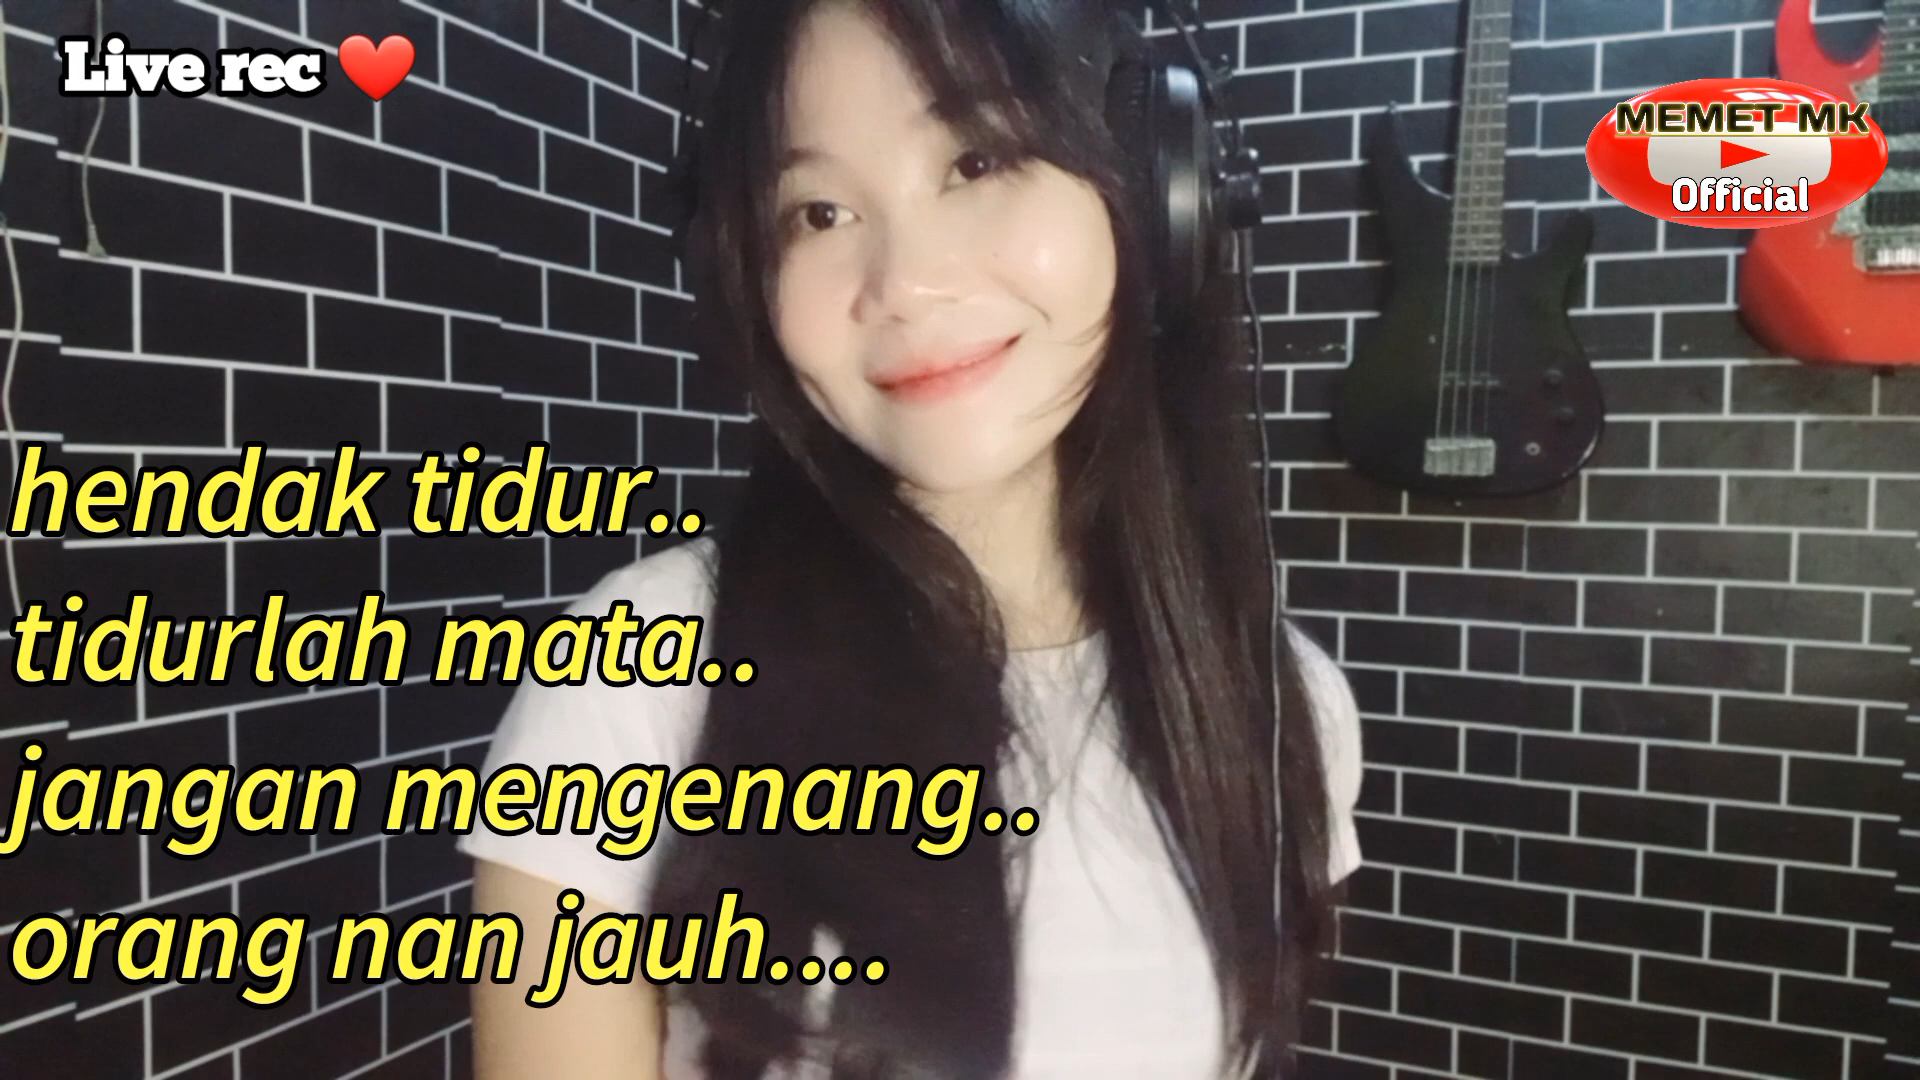 Live rec ❤️
MEMET MK
Official
hendak tidur..
tidurlah mata..
jangan mengenang..
orang nan jauh....